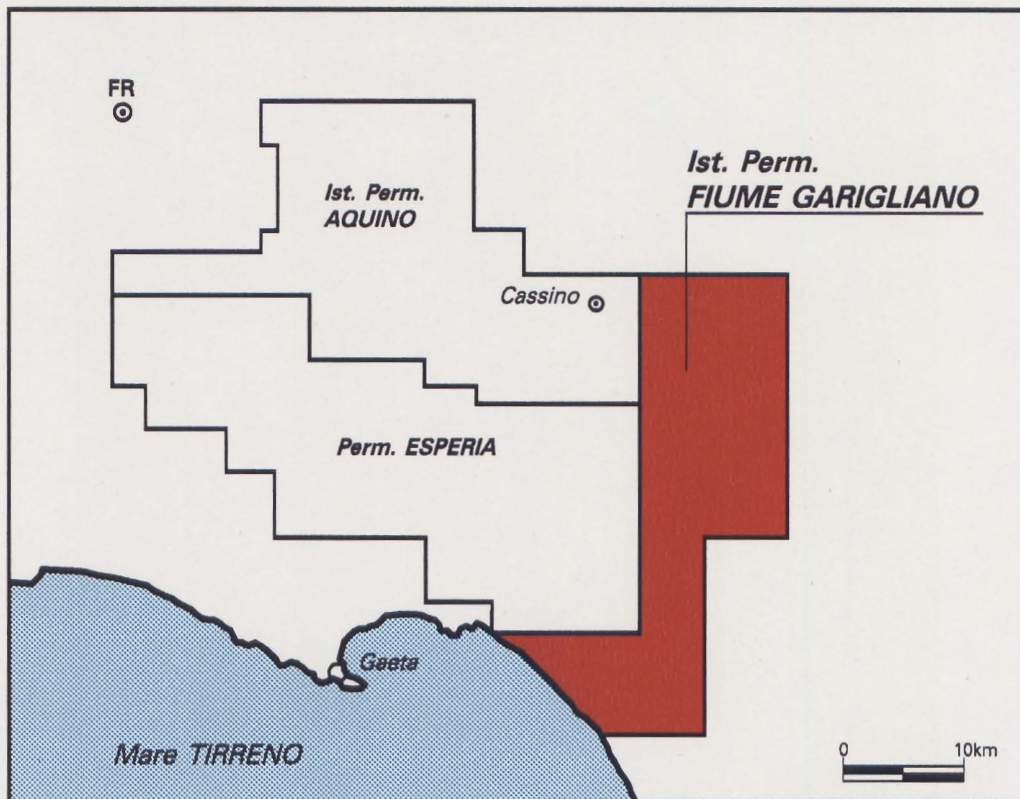 FR
Ist. Perm.
AQUINO
Ist. Perm.
FIUME GARIGLIANO
Cassino
Perm. ESPERIA
Gaeta
Mare TIRRENO
0 10km